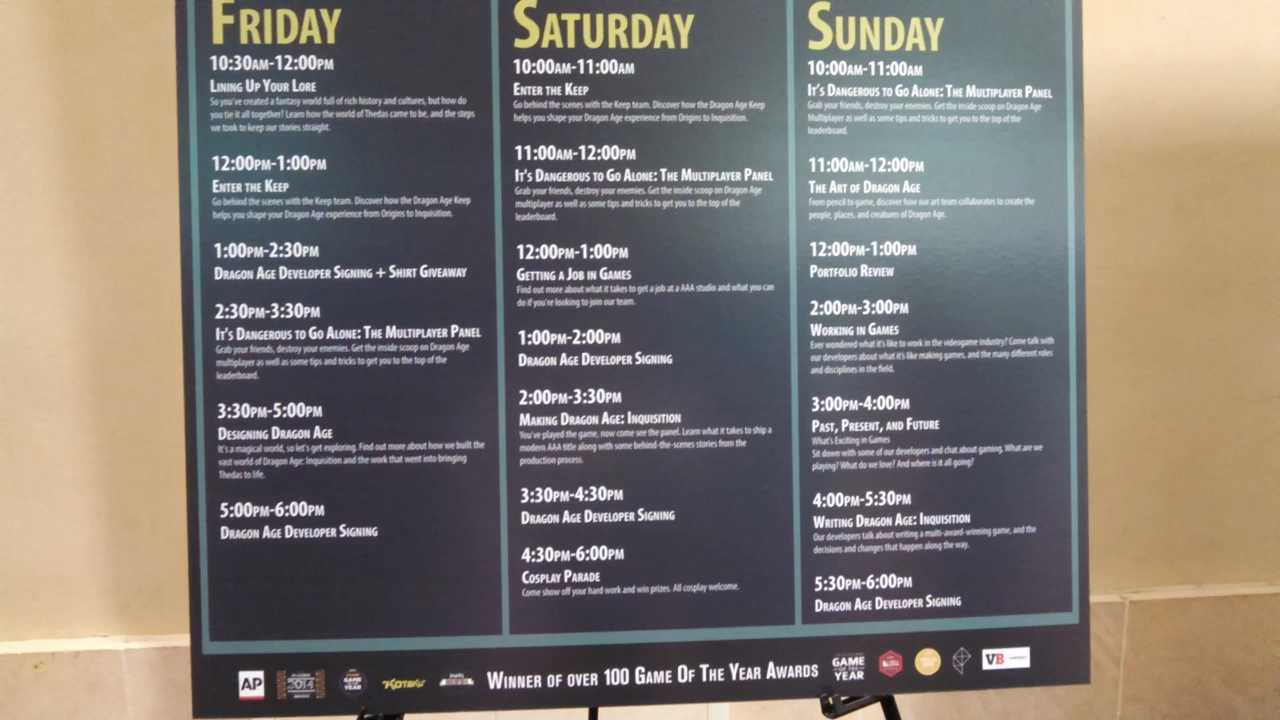 FRIDAY
10:30AM-12:00PM
LINING UP YOUR LORE
So you've created a fantasy world full of rich history and cultures, but how do
you tie it all together? Learn how the world of Thedas came to be, and the steps
we took to keep our stories straight.
12:00PM-1:00PM
ENTER THE KEEP
Go behind the scenes with the Keep team. Discover how the Dragon Age Keep
helps you shape your Dragon Age experience from Origins to Inquisition.
1:00PM-2:30PM
DRAGON AGE DEVELOPER SIGNING + SHIRT GIVEAWAY
2:30PM-3:30PM
IT'S DANGEROUS TO GO ALONE: THE MULTIPLAYER PANEL
Grab your friends, destroy your enemies. Get the inside scoop on Dragon Age
multiplayer as well as some tips and tricks to get you to the top of the
leaderboard.
3:30PM-5:00PM
DESIGNING DRAGON AGE
It's a magical world, so let's get exploring. Find out more about how we built the
vast world of Dragon Age: Inquisition and the work that went into bringing
Thedas to life.
5:00PM-6:00PM
DRAGON AGE DEVELOPER SIGNING
SATURDAY
10:00AM-11:00AM
ENTER THE KEEP
Go behind the scenes with the Keep team. Discover how the Dragon Age Keep
helps you shape your Dragon Age experience from Origins to Inquisition.
11:00AM-12:00PM
IT'S DANGEROUS TO GO ALONE: THE MULTIPLAYER PANEL
Grab your friends, destroy your enemies. Get the inside scoop on Dragon Age
multiplayer as well as some tips and tricks to get you to the top of the
leaderboard.
12:00PM-1:00PM
GETTING A JOB IN GAMES
Find out more about what it takes to get a job at a AAA studio and what you can
do if you're looking to join our team.
1:00PM-2:00PM
DRAGON AGE DEVELOPER SIGNING
2:00PM-3:30PM
MAKING DRAGON AGE: INQUISITION
You've played the game, now come see the panel. Learn what it takes to ship a
modern AAA title along with some behind-the-scenes stories from the
production process.
3:30PM-4:30PM
DRAGON AGE DEVELOPER SIGNING
4:30PM-6:00PM
COSPLAY PARADE
Come show off your hard work and win prizes. All cosplay welcome.
SUNDAY
10:00AM-11:00AM
IT'S DANGEROUS TO GO ALONE: THE MULTIPLAYER PANEL
Grab your friends, destroy your enemies. Get the inside scoop on Dragon Age
Multiplayer as well as some tips and tricks to get you to the top of the
leaderboard.
11:00AM-12:00PM
THE ART OF DRAGON AGE
From pencil to game, discover how our art team collaborates to create the
people, places, and creatures of Dragon Age.
12:00PM-1:00PM
PORTFOLIO REVIEW
2:00PM-3:00PM
WORKING IN GAMES
Ever wondered what it's like to work in the videogame industry? Come talk with
our developers about what it's like making games, and the many different roles
and disciplines in the field.
3:00PM-4:00PM
PAST, PRESENT, AND FUTURE
What's Exciting in Games
Sit down with some of our developers and chat about gaming. What are we
playing? What do we love? And where is it all going?
4:00PM-5:30PM
WRITING DRAGON AGE: INQUISITION
Our developers talk about writing a multi-award-winning game, and the
decisions and changes that happen along the way.
5:30PM-6:00PM
DRAGON AGE DEVELOPER SIGNING
AP
2014
GAME
YEAR
KOTAKU
WINNER OF OVER 100 GAME OF THE YEAR AWARDS
GAME
OF THE
YEAR
VB